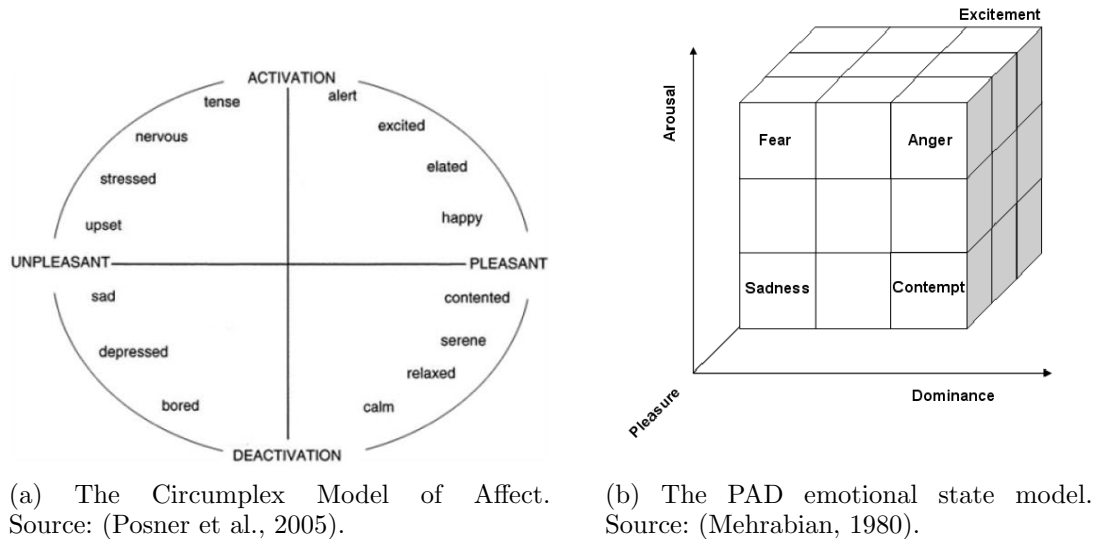 ACTIVATION
tense
alert
nervous
excited
stressed
elated
upset
happy
UNPLEASANT
PLEASANT
sad
contented
depressed
serene
relaxed
bored
calm
DEACTIVATION
(a) The Circumplex Model of Affect.
Source: (Posner et al., 2005).
Excitement
Arousal
Fear
Anger
Sadness
Contempt
Pleasure
Dominance
(b) The PAD emotional state model.
Source: (Mehrabian, 1980).